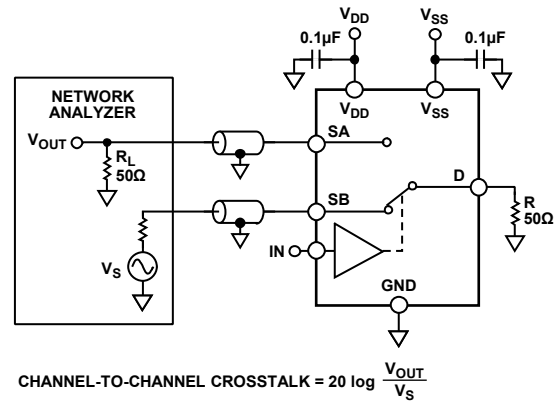 VDD
VSS
0.1µF
0.1µF
VDD
VSS
NETWORK
ANALYZER
VOUT
RL
50Ω
SA
SB
D
R
50Ω
VS
IN
GND
CHANNEL-TO-CHANNEL CROSSTALK = 20 log VOUT/VS